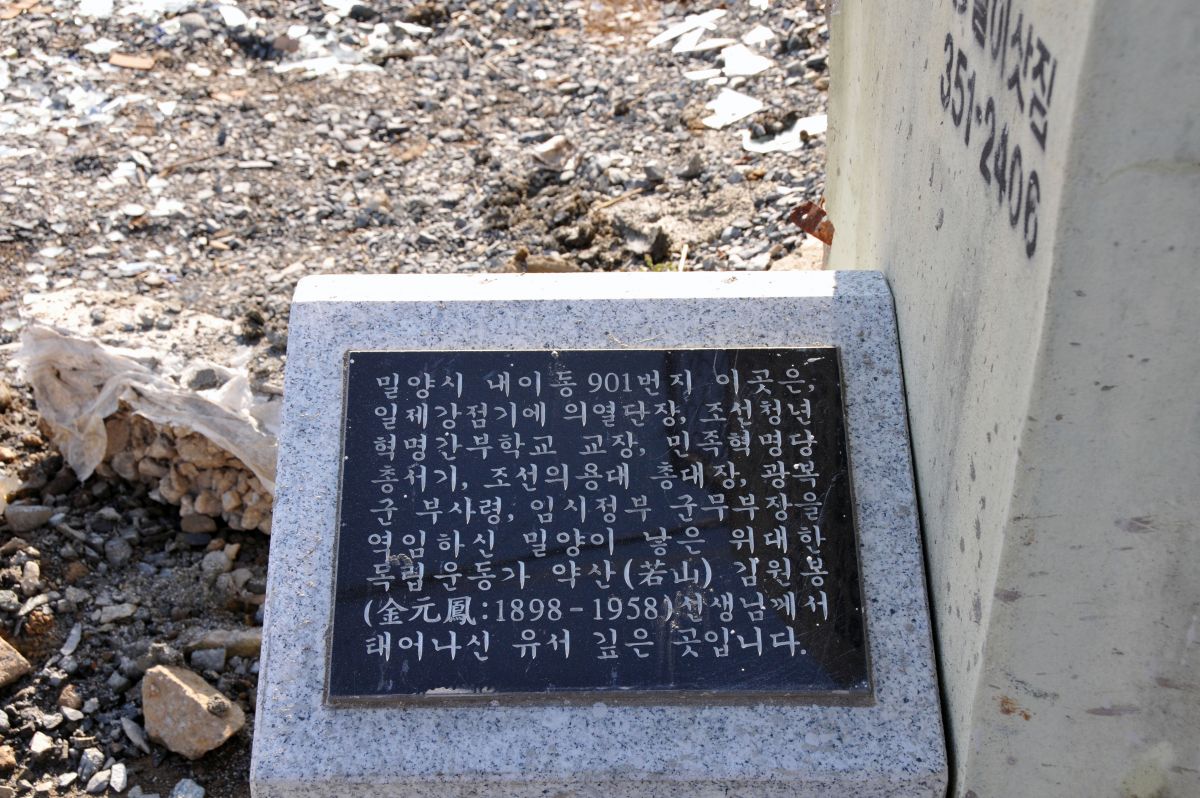 이삿짐
351-2406
밀양시 내이동 901번지 이곳은,
일제강점기에 의열단장, 조선청년
혁명간부학교 교장, 민족혁명당
총서기, 조선의용대 총대장, 광복
군 부사령, 임시정부 군무부장을
역임하신 밀양이 낳은 위대한
독립운동가 약산(若山) 김원봉
(金元鳳:1898-1958)선생님께서
태어나신 유서 깊은 곳입니다.